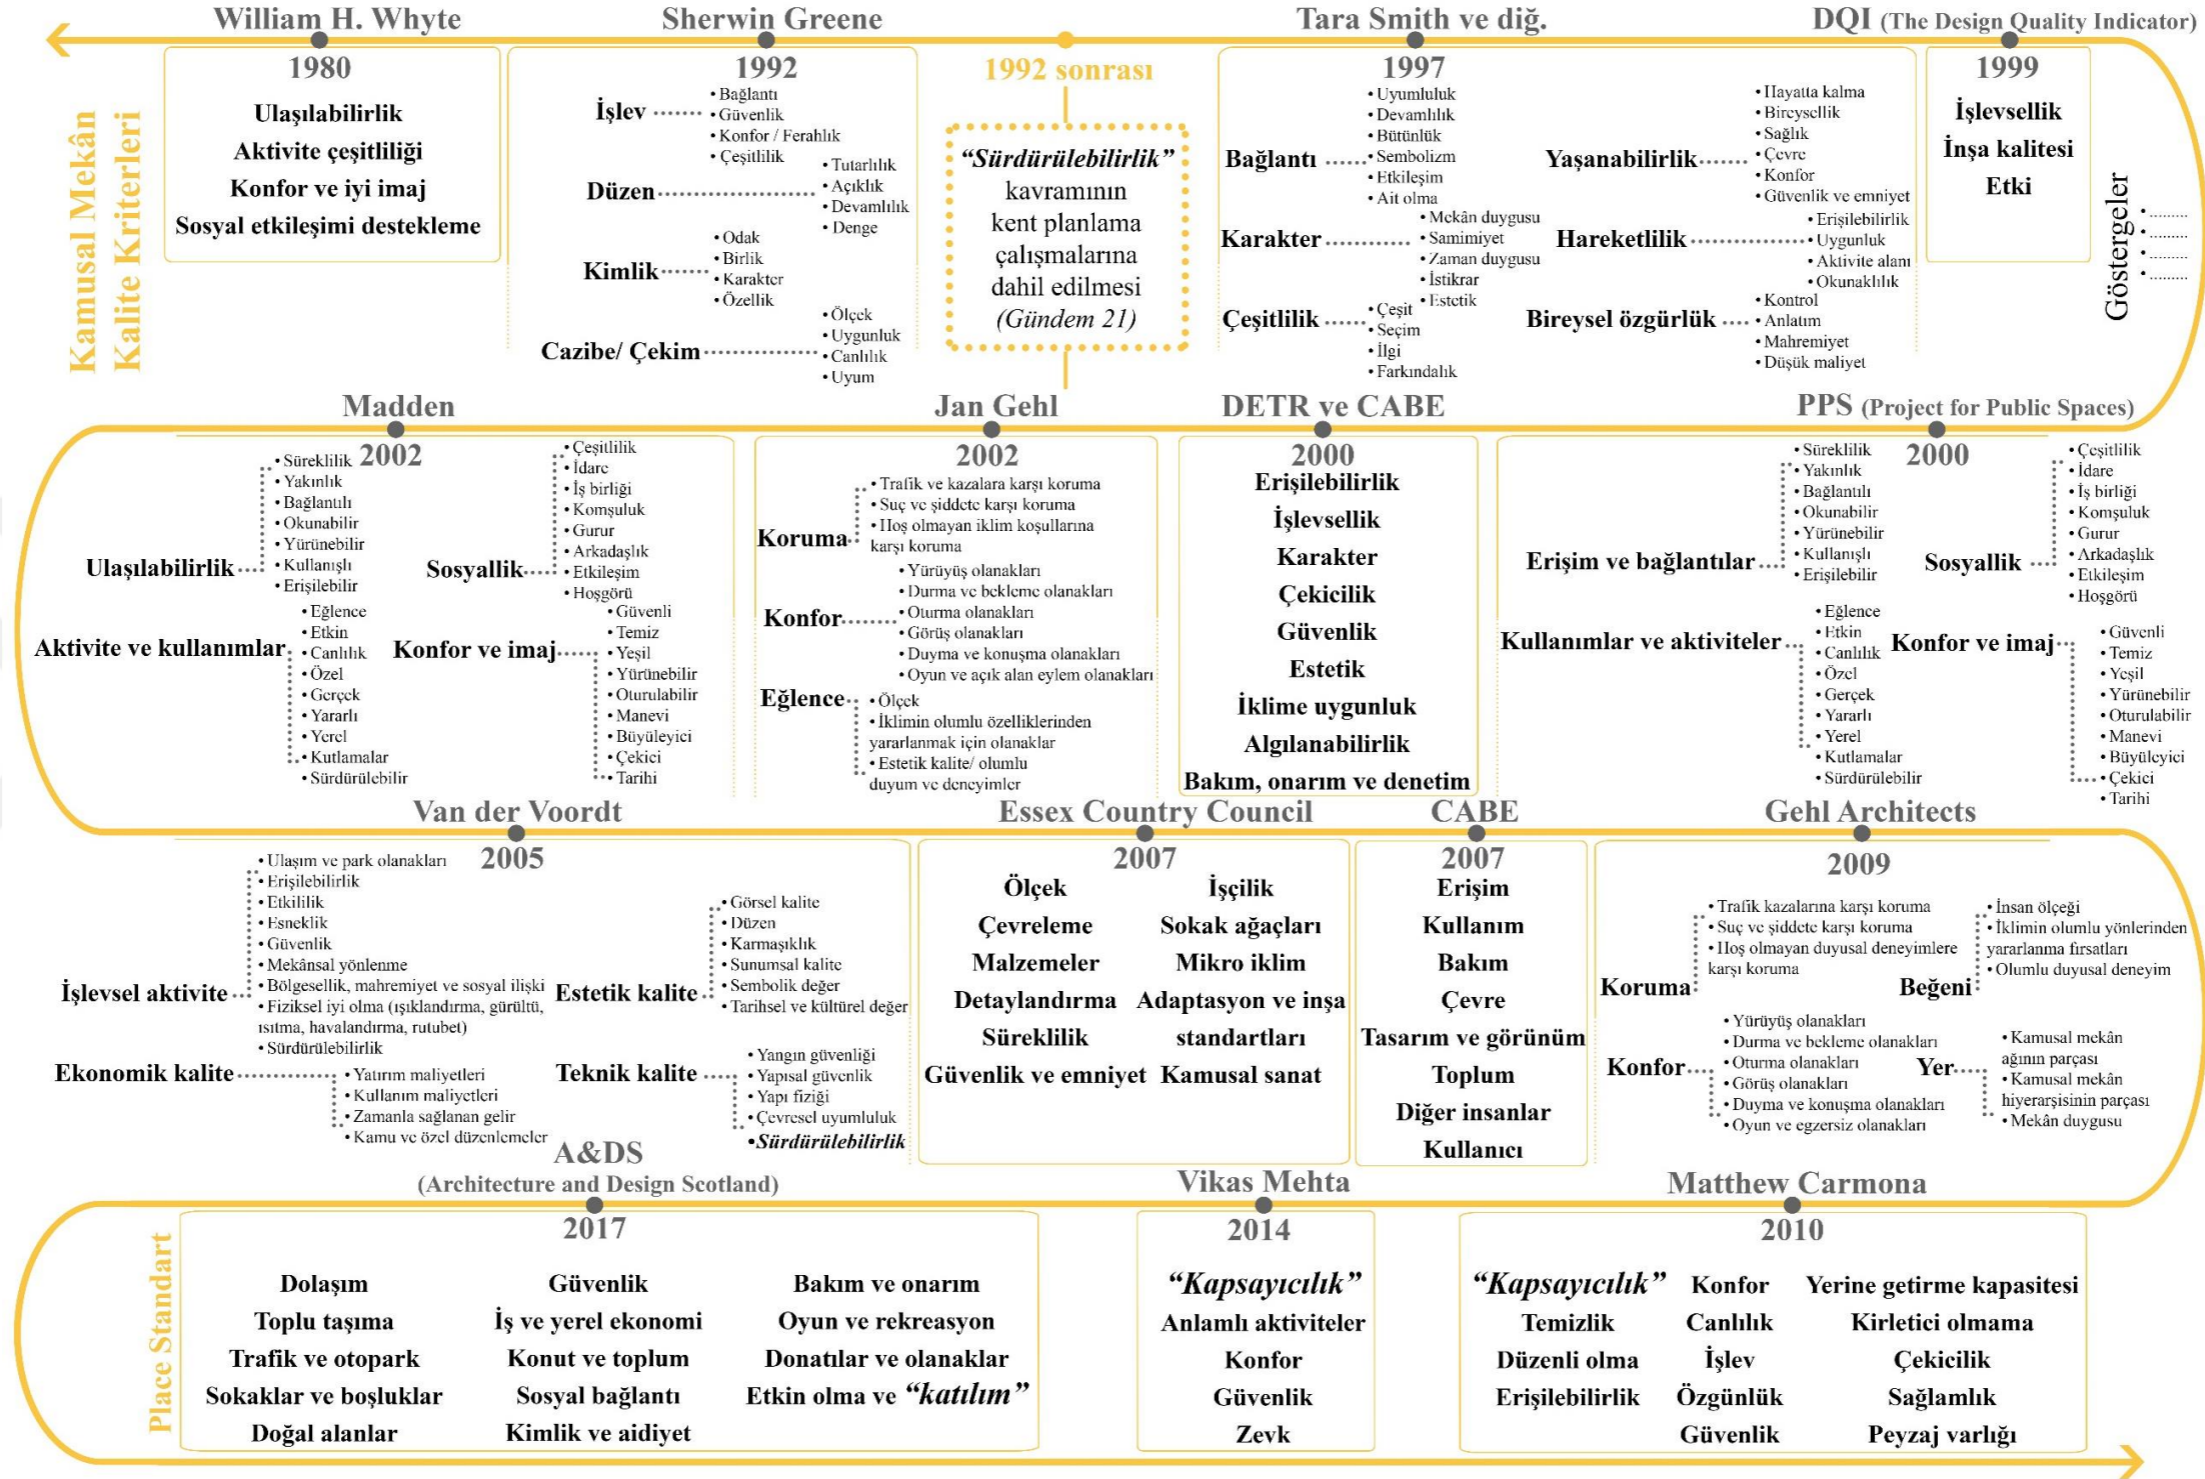 Kamusal Mekân
Kalite Kriterleri
William H. Whyte
1980
Ulaşılabilirlik
Aktivite çeşitliliği
Konfor ve iyi imaj
Sosyal etkileşimi destekleme
Sherwin Greene
1992
İşlev
• Bağlantı
• Güvenlik
• Konfor / Ferahlık
• Çeşitlilik
Düzen
• Tutarlılık
• Açıklık
• Devamlılık
• Denge
Kimlik
• Odak
• Birlik
• Karakter
• Özellik
Cazibe/ Çekim
• Ölçek
• Uygunluk
• Canlılık
• Uyum
1992 sonrası
“Sürdürülebilirlik”
kavramının
kent planlama
çalışmalarına
dahil edilmesi
(Gündem 21)
Tara Smith ve diğ.
1997
Bağlantı
• Uyumluluk
• Devamlılık
• Bütünlük
• Sembolizm
• Etkileşim
• Ait olma
Karakter
• Mekân duygusu
• Samimiyet
• Zaman duygusu
• İstikrar
• Estetik
Çeşitlilik
• Çeşit
• Seçim
• İlgi
• Farkındalık
Yaşanabilirlik
• Hayatta kalma
• Bireysellik
• Sağlık
• Çevre
• Konfor
• Güvenlik ve emniyet
Hareketlilik
• Erişilebilirlik
• Uygunluk
• Aktivite alanı
• Okunaklılık
Bireysel özgürlük
• Kontrol
• Anlatım
• Mahremiyet
• Düşük maliyet
DQI (The Design Quality Indicator)
1999
İşlevsellik
İnşa kalitesi
Etki
Göstergeler
Madden
2002
Ulaşılabilirlik
• Süreklilik
• Yakınlık
• Bağlantılı
• Okunabilir
• Yürünebilir
• Kullanışlı
• Erişilebilir
Sosyallik
• Çeşitlilik
• İdare
• İş birliği
• Komşuluk
• Gurur
• Arkadaşlık
• Etkileşim
• Hoşgörü
Aktivite ve kullanımlar
• Eğlence
• Etkin
• Canlılık
• Özel
• Gerçek
• Yararlı
• Yerel
• Kutlamalar
• Sürdürülebilir
Konfor ve imaj
• Güvenli
• Temiz
• Yeşil
• Yürünebilir
• Oturulabilir
• Manevi
• Büyüleyici
• Çekici
• Tarihi
Jan Gehl
2002
Koruma
• Trafik ve kazalara karşı koruma
• Suç ve şiddete karşı koruma
• Hoş olmayan iklim koşullarına
karşı koruma
Konfor
• Yürüyüş olanakları
• Durma ve bekleme olanakları
• Oturma olanakları
• Görüş olanakları
• Duyma ve konuşma olanakları
• Oyun ve açık alan eylem olanakları
Eğlence
• Ölçek
• İklimin olumlu özelliklerinden
yararlanmak için olanaklar
• Estetik kalite/ olumlu
duyum ve deneyimler
DETR ve CABE
2000
Erişilebilirlik
İşlevsellik
Karakter
Çekicilik
Güvenlik
Estetik
İklime uygunluk
Algılanabilirlik
Bakım, onarım ve denetim
PPS (Project for Public Spaces)
2000
Erişim ve bağlantılar
• Süreklilik
• Yakınlık
• Bağlantılı
• Okunabilir
• Yürünebilir
• Kullanışlı
• Erişilebilir
Sosyallik
• Çeşitlilik
• İdare
• İş birliği
• Komşuluk
• Gurur
• Arkadaşlık
• Etkileşim
• Hoşgörü
Kullanımlar ve aktiviteler
• Eğlence
• Etkin
• Canlılık
• Özel
• Gerçek
• Yararlı
• Yerel
• Kutlamalar
• Sürdürülebilir
Konfor ve imaj
• Güvenli
• Temiz
• Yeşil
• Yürünebilir
• Oturulabilir
• Manevi
• Büyüleyici
• Çekici
• Tarihi
Van der Voordt
2005
İşlevsel aktivite
• Ulaşım ve park olanakları
• Erişilebilirlik
• Etkililik
• Esneklik
• Güvenlik
• Mekânsal yönlenme
• Bölgesellik, mahremiyet ve sosyal ilişki
• Fiziksel iyi olma (ışıklandırma, gürültü,
ısıtma, havalandırma, rutubet)
• Sürdürülebilirlik
Estetik kalite
• Görsel kalite
• Düzen
• Karmaşıklık
• Sunumsal kalite
• Sembolik değer
• Tarihsel ve kültürel değer
Ekonomik kalite
• Yatırım maliyetleri
• Kullanım maliyetleri
• Zamanla sağlanan gelir
• Kamu ve özel düzenlemeler
Teknik kalite
• Yangın güvenliği
• Yapısal güvenlik
• Yapı fiziği
• Çevresel uyumluluk
• Sürdürülebilirlik
Essex Country Council
2007
Ölçek
Çevreleme
Malzemeler
Detaylandırma
Süreklilik
Güvenlik ve emniyet
İşçilik
Sokak ağaçları
Mikro iklim
Adaptasyon ve inşa
standartları
Kamusal sanat
CABE
2007
Erişim
Kullanım
Bakım
Çevre
Tasarım ve görünüm
Toplum
Diğer insanlar
Kullanıcı
Gehl Architects
2009
Koruma
• Trafik kazalarına karşı koruma
• Suç ve şiddete karşı koruma
• Hoş olmayan duyusal deneyimlere
karşı koruma
Beğeni
• İnsan ölçeği
• İklimin olumlu yönlerinden
yararlanma fırsatları
• Olumlu duyusal deneyim
Konfor
• Yürüyüş olanakları
• Durma ve bekleme olanakları
• Oturma olanakları
• Görüş olanakları
• Duyma ve konuşma olanakları
• Oyun ve egzersiz olanakları
Yer
• Kamusal mekân
ağının parçası
• Kamusal mekân
hiyerarşisinin parçası
• Mekân duygusu
Place Standart
A&DS
(Architecture and Design Scotland)
2017
Dolaşım
Toplu taşıma
Trafik ve otopark
Sokaklar ve boşluklar
Doğal alanlar
Güvenlik
İş ve yerel ekonomi
Konut ve toplum
Sosyal bağlantı
Kimlik ve aidiyet
Bakım ve onarım
Oyun ve rekreasyon
Donatılar ve olanaklar
Etkin olma ve “katılım”
Vikas Mehta
2014
“Kapsayıcılık”
Anlamlı aktiviteler
Konfor
Güvenlik
Zevk
Matthew Carmona
2010
“Kapsayıcılık”
Temizlik
Düzenli olma
Erişilebilirlik
Konfor
Canlılık
İşlev
Özgünlük
Güvenlik
Yerine getirme kapasitesi
Kirletici olmama
Çekicilik
Sağlamlık
Peyzaj varlığı